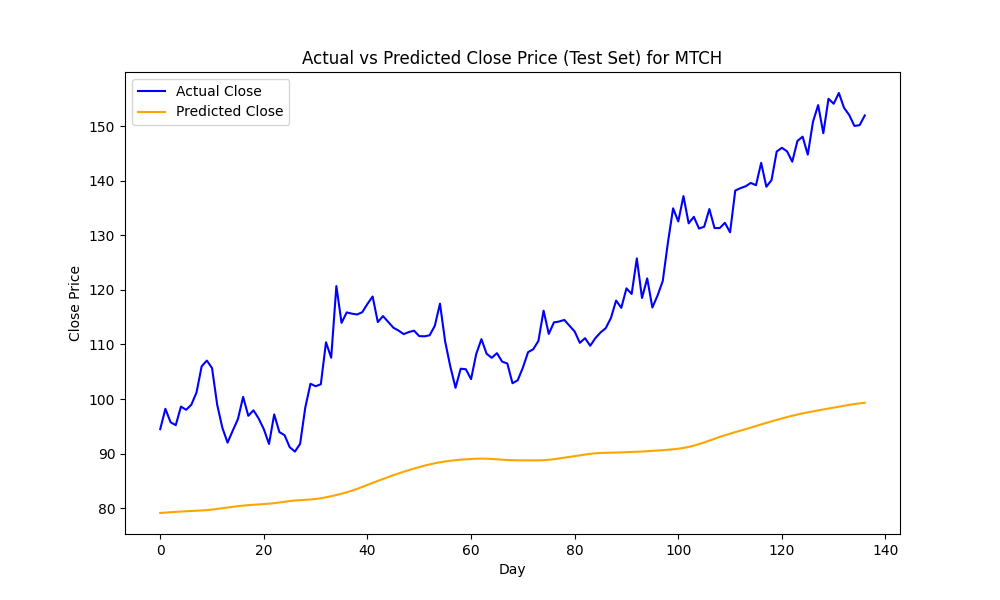 Actual vs Predicted Close Price (Test Set) for MTCH
Actual Close
Predicted Close
Close Price
150
140
130
120
110
100
90
80
0 20 40 60 80 100 120 140
Day